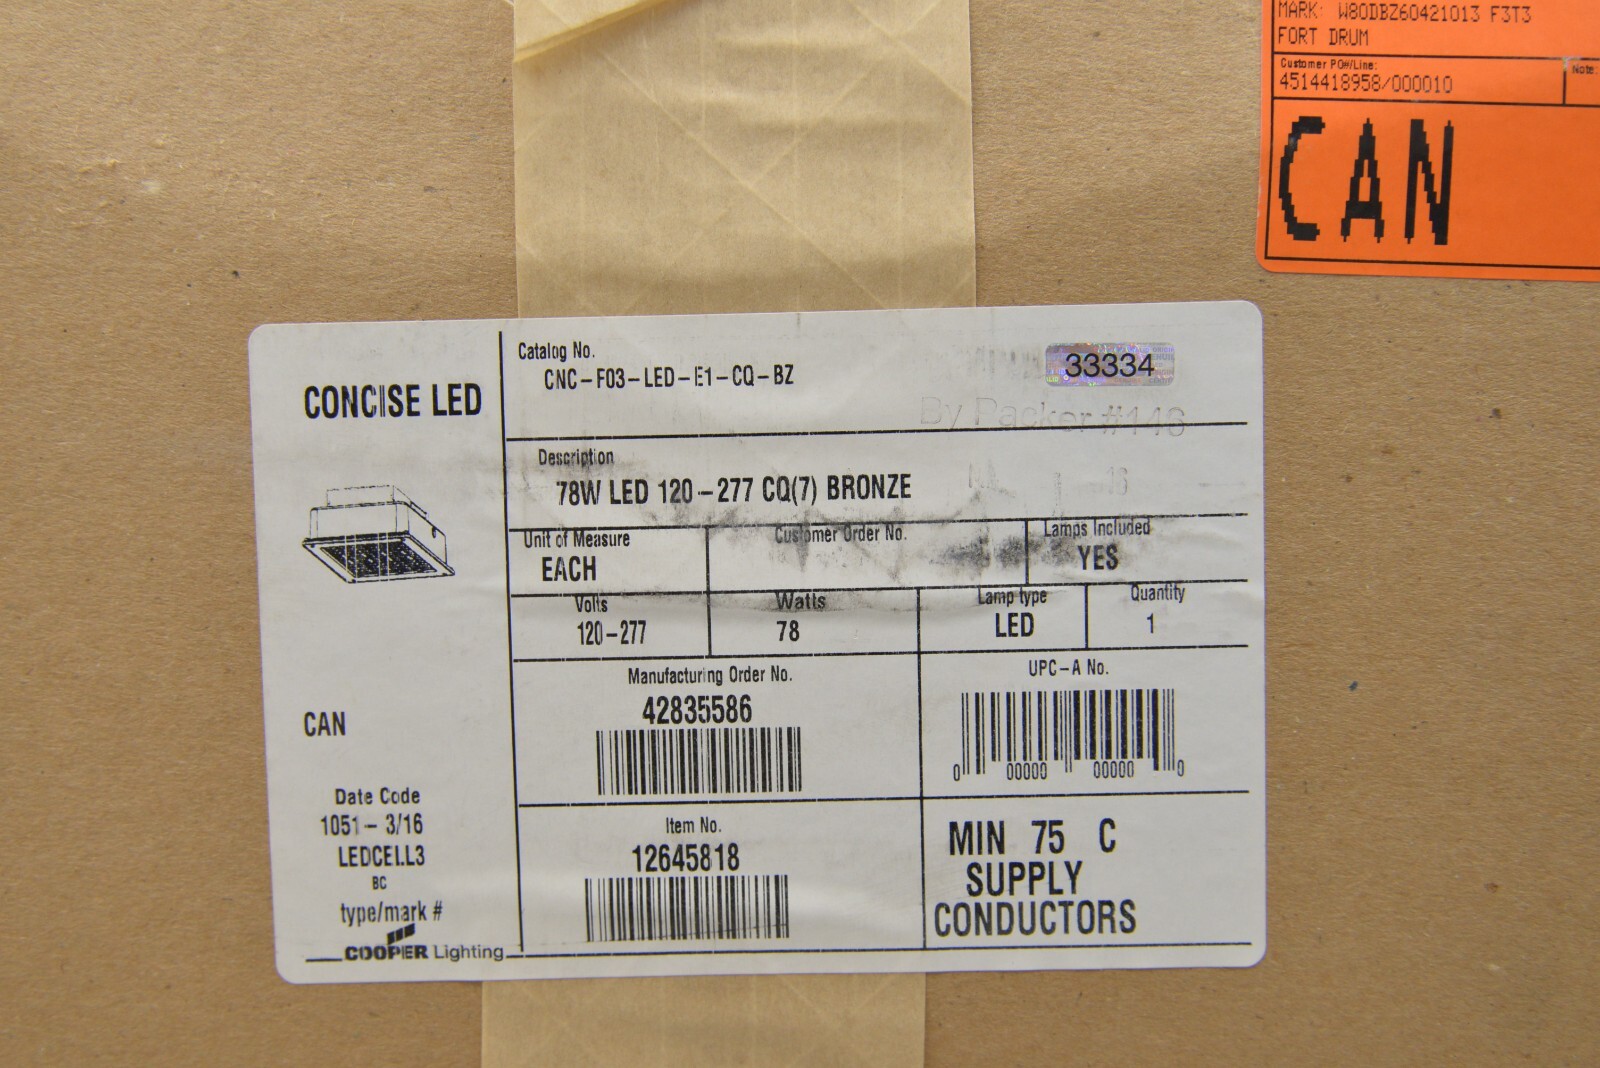 MARK: W80DBZ60421013 F3T3
FORT DRUM
Customer PO#/Line:
Note:
4514418958/000010
CAN
CONCISE LED
Catalog No.
CNC-F03-LED-E1-CQ-BZ
33334
By Packer #146
Description
78W LED 120-277 CQ(7) BRONZE
Unit of Measure
EACH
Customer Order No.
Lamps Included
YES
Volts
120-277
Watts
78
Lamp type
LED
Quantity
1
Manufacturing Order No.
42835586
UPC-A No.
0 00000 00000 0
CAN
Date Code
1051-3/16
LEDCELL3
BC
type/mark #
COOPER Lighting
Item No.
12645818
MIN 75 C
SUPPLY
CONDUCTORS